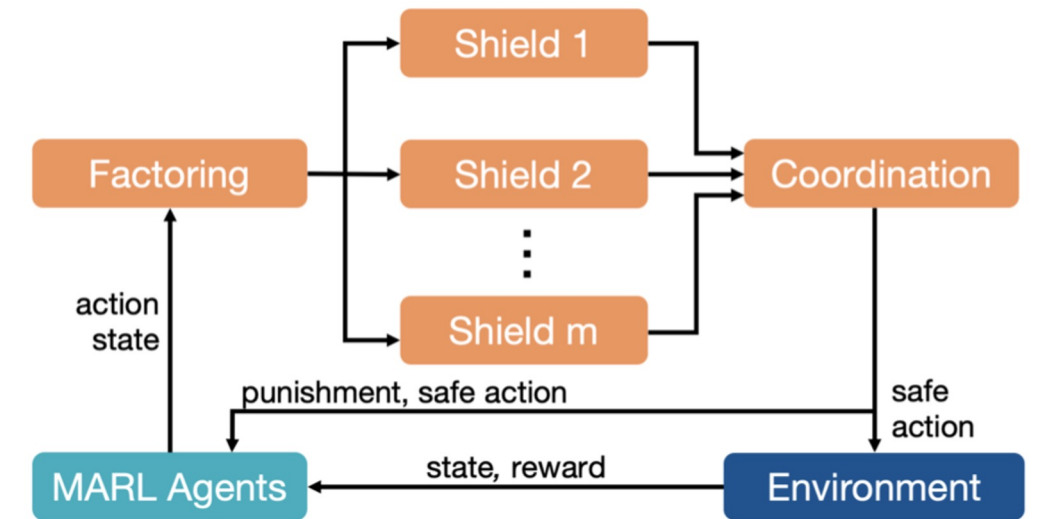 Shield 1
Factoring
Shield 2
Coordination
action
state
Shield m
punishment, safe action
safe
action
MARL Agents
state, reward
Environment